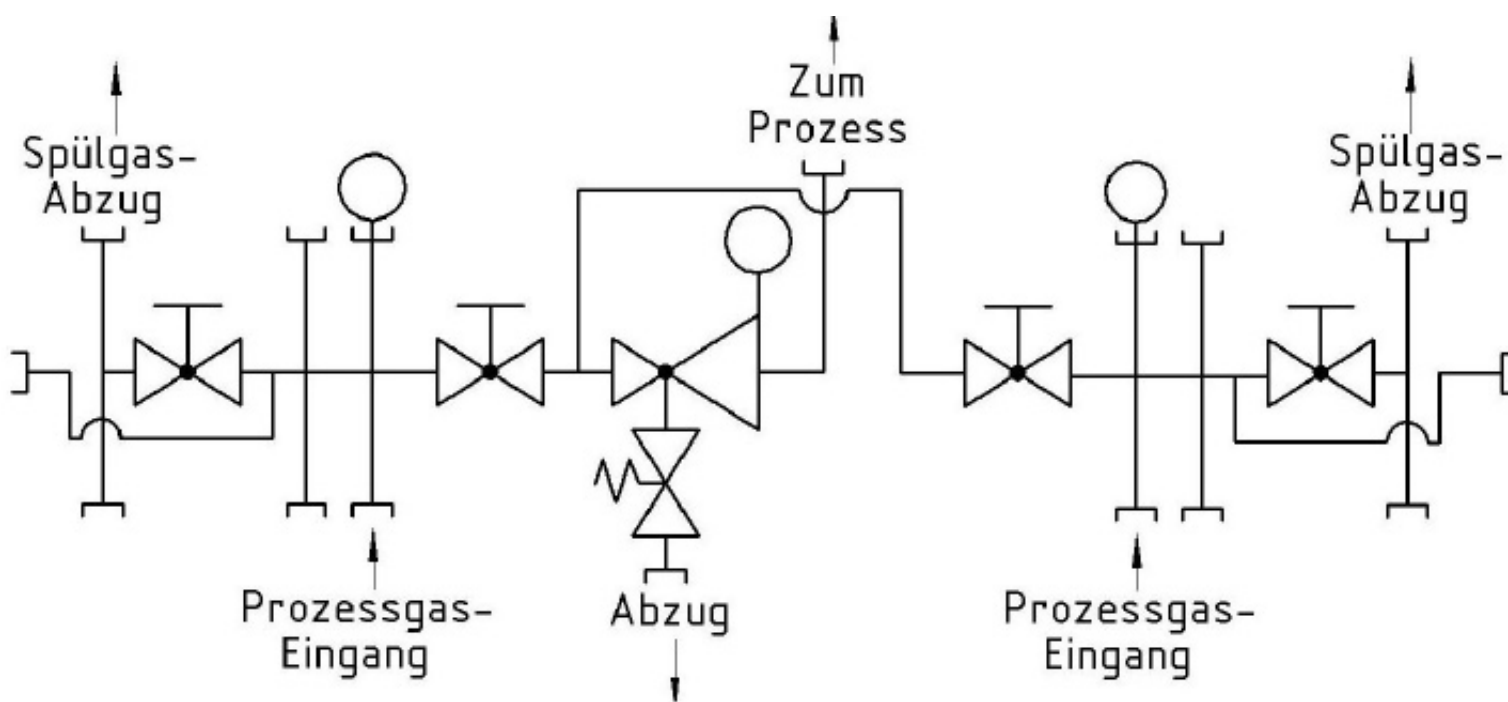 Zum
Prozess
Spülgas-
Abzug
Spülgas-
Abzug
Prozessgas-
Eingang
Abzug
Prozessgas-
Eingang